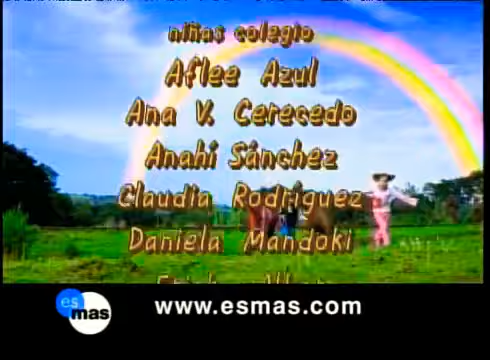 niñas colegio
Aflee Azul
Ana V. Cerecedo
Anahí Sánchez
Claudia Rodríguez
Daniela Mandoki
es mas
www.esmas.com